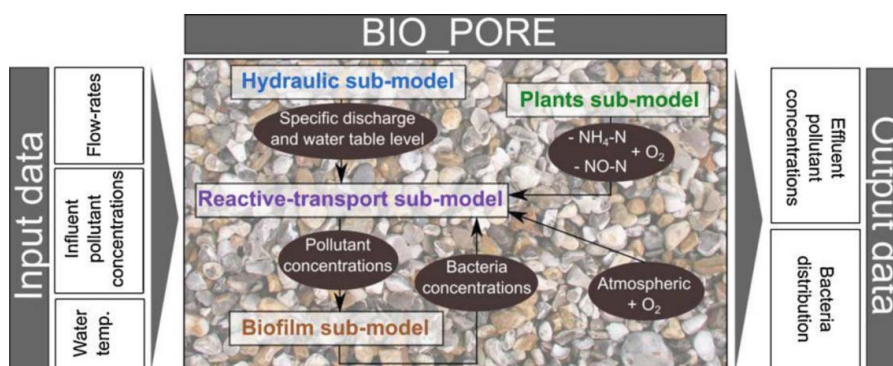 BIO_PORE
Input data
Flow-rates
Influent
pollutant
concentrations
Water
temp.
Hydraulic sub-model
Specific discharge
and water table level
Plants sub-model
- NH4-N
+ O2
- NO-N
Reactive-transport sub-model
Pollutant
concentrations
Bacteria
concentrations
Atmospheric
+ O2
Biofilm sub-model
Effluent
pollutant
concentrations
Bacteria
distribution
Output data